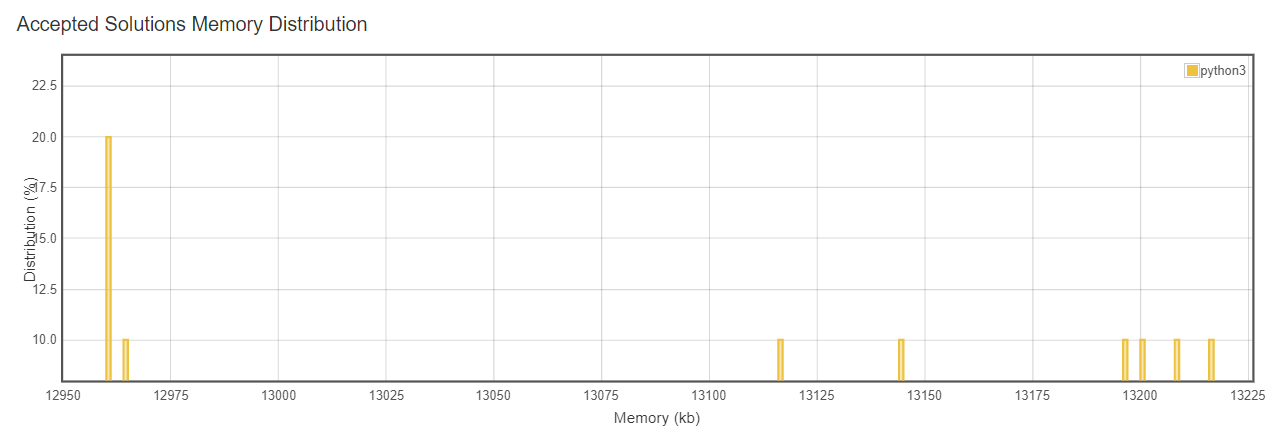 Accepted Solutions Memory Distribution
python3
22.5
20.0
17.5
15.0
12.5
10.0
Distribution (%)
12950 12975 13000 13025 13050 13075 13100 13125 13150 13175 13200 13225
Memory (kb)